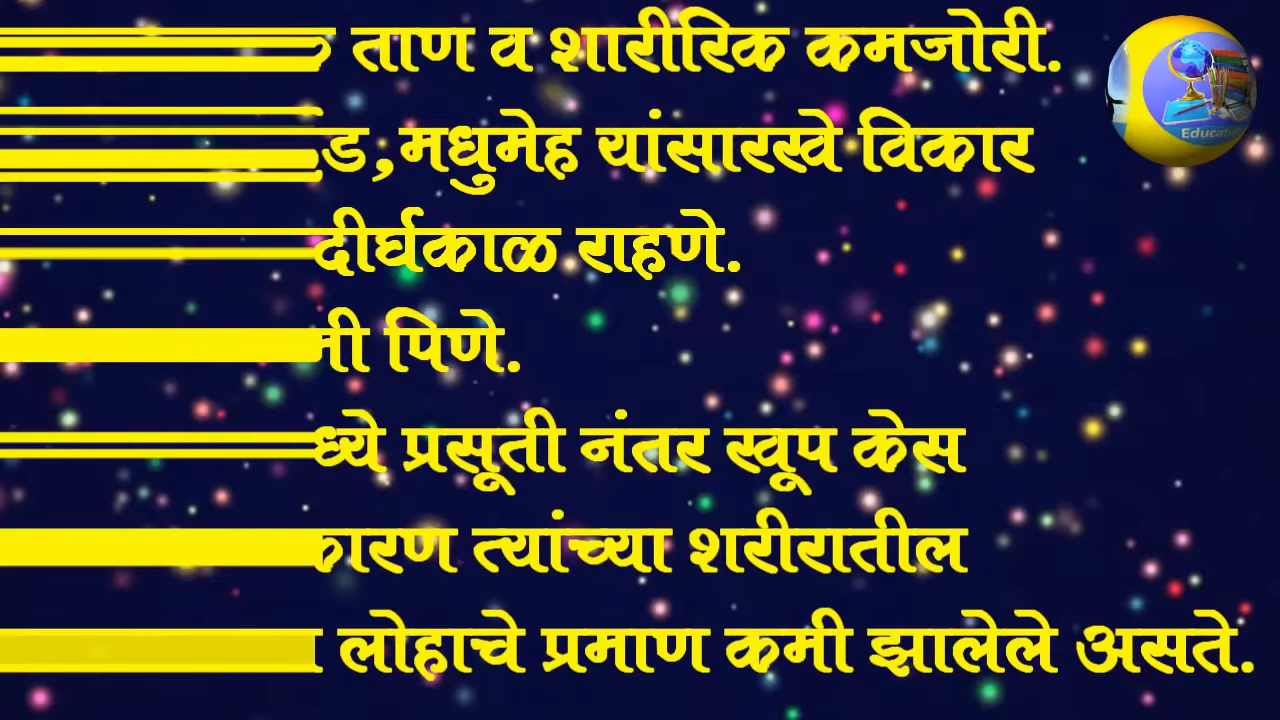 ताण व शारीरिक कमजोरी.
मधुमेह यांसारखे विकार
दीर्घकाळ राहणे.
पिणे.
प्रसूती नंतर खूप केस
कारण त्यांच्या शरीरातील
लोहाचे प्रमाण कमी झालेले असते.